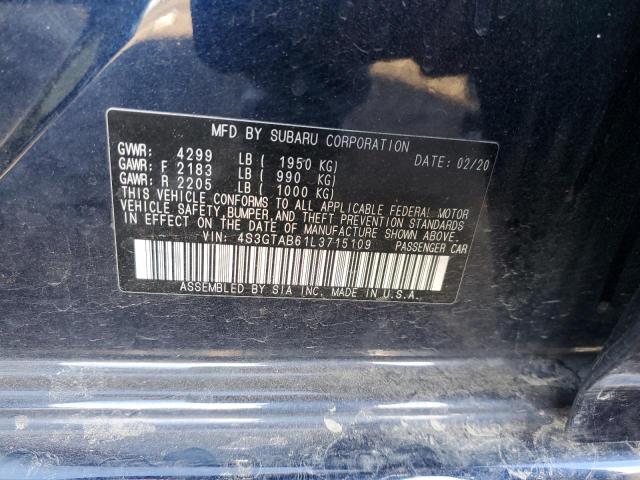 MFD BY SUBARU CORPORATION
GVWR: 4299 LB ( 1950 KG) DATE: 02/20
GAWR: F 2183 LB ( 990 KG)
GAWR: R 2205 LB ( 1000 KG)
THIS VEHICLE CONFORMS TO ALL APPLICABLE FEDERAL MOTOR
VEHICLE SAFETY, BUMPER, AND THEFT PREVENTION STANDARDS
IN EFFECT ON THE DATE OF MANUFACTURE SHOWN ABOVE.
VIN: 4S3GTAB61L3715109 PASSENGER CAR
ASSEMBLED BY SIA INC. MADE IN U.S.A.